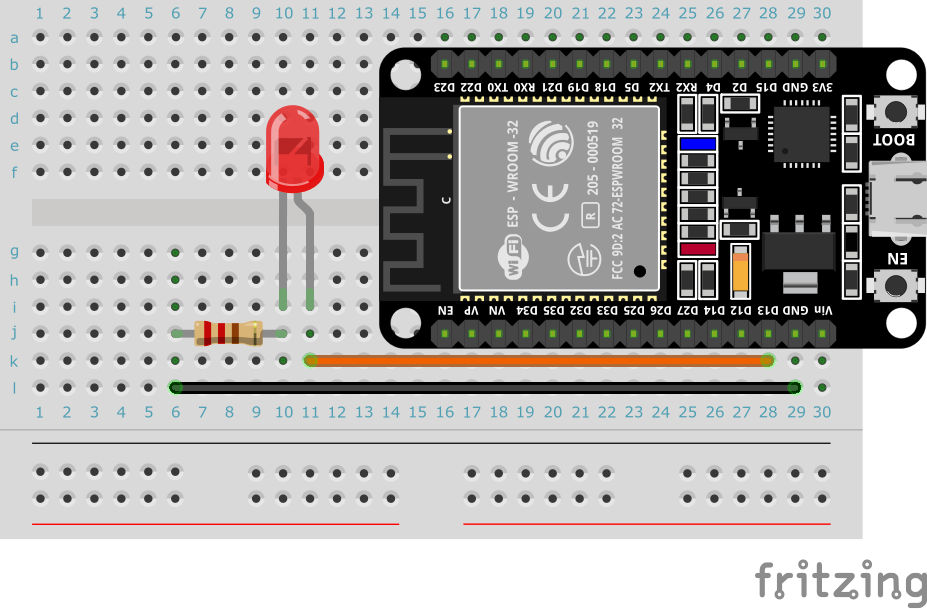 1 2 3 4 5 6 7 8 9 10 11 12 13 14 15 16 17 18 19 20 21 22 23 24 25 26 27 28 29 30
a
b
c
d
e
f
g
h
i
j
k
l
D23 D22 TX0 RX0 D21 D19 D18 D5 TX2 RX2 D4 D2 D15 GND 3V3
BOOT
C
WiFi
ESP - WROOM -32
CE
R
205 - 000519
FCC 9D:2 AC 72-ESPWROOM 32
EN
EN VP VN D34 D35 D32 D33 D25 D26 D27 D14 D12 D13 GND Vin
1 2 3 4 5 6 7 8 9 10 11 12 13 14 15 16 17 18 19 20 21 22 23 24 25 26 27 28 29 30
fritzing